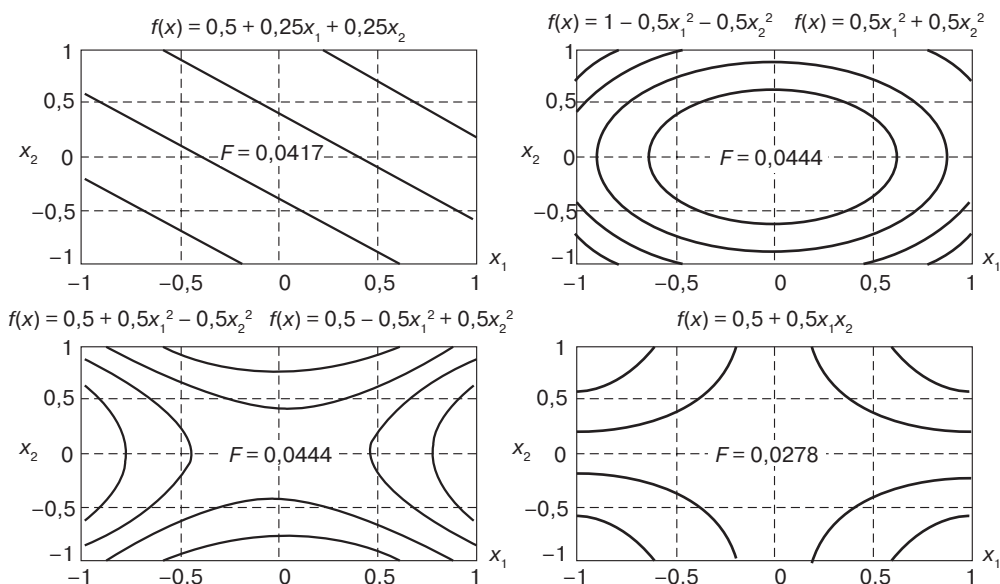 f(x) = 0,5 + 0,25x₁ + 0,25x₂
1
0,5
x₂ 0
−0,5
−1
F = 0,0417
x₁
−1 −0,5 0 0,5 1
f(x) = 1 − 0,5x₁² − 0,5x₂² f(x) = 0,5x₁² + 0,5x₂²
1
0,5
x₂ 0
−0,5
−1
F = 0,0444
x₁
−1 −0,5 0 0,5 1
f(x) = 0,5 + 0,5x₁² − 0,5x₂² f(x) = 0,5 − 0,5x₁² + 0,5x₂²
1
0,5
x₂ 0
−0,5
−1
F = 0,0444
x₁
−1 −0,5 0 0,5 1
f(x) = 0,5 + 0,5x₁x₂
1
0,5
x₂ 0
−0,5
−1
F = 0,0278
x₁
−1 −0,5 0 0,5 1